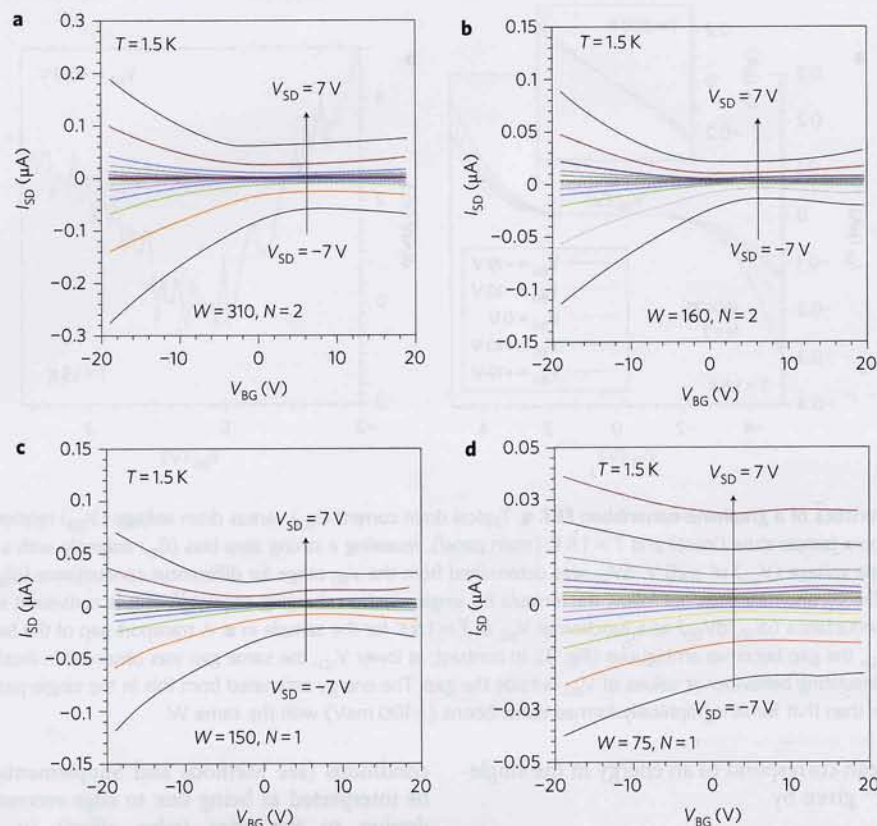 a
T = 1.5 K
V_SD = 7 V
V_SD = −7 V
W = 310, N = 2
I_SD (μA)
0.3
0.2
0.1
0
−0.1
−0.2
−0.3
−20 −10 0 10 20
V_BG (V)
b
T = 1.5 K
V_SD = 7 V
V_SD = −7 V
W = 160, N = 2
I_SD (μA)
0.15
0.10
0.05
0
−0.05
−0.10
−0.15
−20 −10 0 10 20
V_BG (V)
c
T = 1.5 K
V_SD = 7 V
V_SD = −7 V
W = 150, N = 1
I_SD (μA)
0.15
0.1
0.05
0
−0.05
−0.1
−0.15
−20 −10 0 10 20
V_BG (V)
d
T = 1.5 K
V_SD = 7 V
V_SD = −7 V
W = 75, N = 1
I_SD (μA)
0.05
0.03
0.03
0
−0.03
−0.03
0.05
−20 −10 0 10 20
V_BG (V)